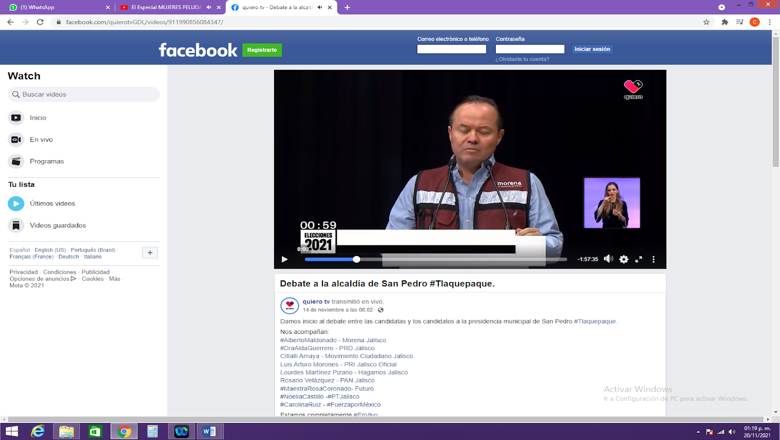 (1) WhatsApp
El Especial MUJERES PELUDA
quiero tv - Debate a la alcaldí
facebook.com/quierotvGDL/videos/911990856084347/
facebook
Registrarte
Correo electrónico o teléfono
Contraseña
Iniciar sesión
¿Olvidaste tu cuenta?
Watch
Buscar videos
Inicio
En vivo
Programas
Tu lista
Últimos videos
Videos guardados
Español · English (US) · Português (Brasil) ·
Français (France) · Deutsch · Italiano
Privacidad · Condiciones · Publicidad ·
Opciones de anuncios · Cookies · Más ·
Meta © 2021
quiero
morena
00:59
ELECCIONES
2021
-1:57:35
Debate a la alcaldía de San Pedro #Tlaquepaque.
quiero tv transmitió en vivo.
14 de noviembre a las 08:02 ·
Damos inicio al debate entre las candidatas y los candidatos a la presidencia municipal de San Pedro #Tlaquepaque.
Nos acompañan:
#AlbertoMaldonado - Morena Jalisco
#DraAidaGuerrero - PRD Jalisco
Citlalli Amaya - Movimiento Ciudadano Jalisco
Luis Arturo Morones - PRI Jalisco Oficial
Lourdes Martínez Pizano - Hagamos Jalisco
Rosario Velázquez - PAN Jalisco
#MaestraRosaCoronado- Futuro
#NoeliaCastillo -#PTJalisco
#CarolinaRuiz - #FuerzaporMéxico
Estamos completamente #EnVivo
Activar Windows
Ir a Configuración de PC para activar Windows.
01:19 p. m.
20/11/2021